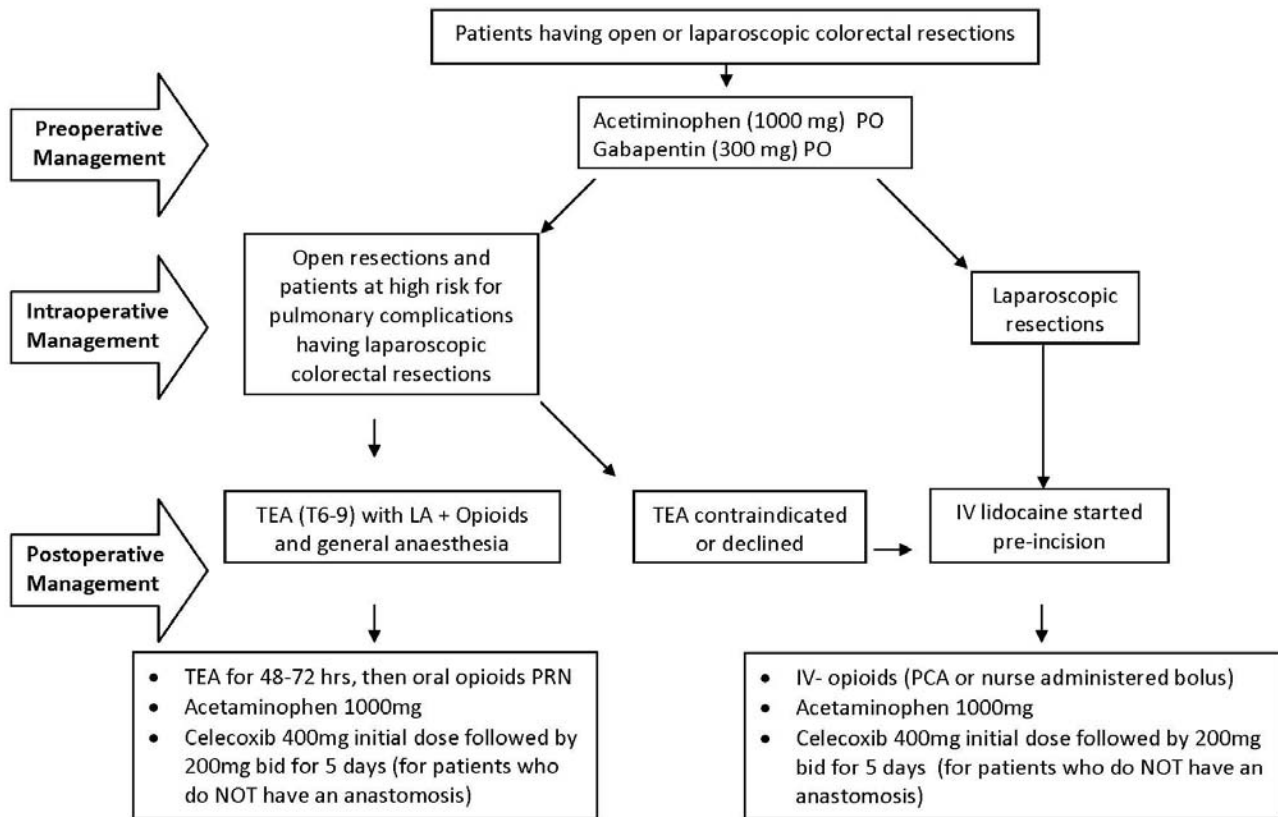 Patients having open or laparoscopic colorectal resections
Preoperative
Management
Acetiminophen (1000 mg) PO
Gabapentin (300 mg) PO
Intraoperative
Management
Open resections and
patients at high risk for
pulmonary complications
having laparoscopic
colorectal resections
Laparoscopic
resections
Postoperative
Management
TEA (T6-9) with LA + Opioids
and general anaesthesia
TEA contraindicated
or declined
IV lidocaine started
pre-incision
• TEA for 48-72 hrs, then oral opioids PRN
• Acetaminophen 1000mg
• Celecoxib 400mg initial dose followed by
200mg bid for 5 days (for patients who
do NOT have an anastomosis)
• IV- opioids (PCA or nurse administered bolus)
• Acetaminophen 1000mg
• Celecoxib 400mg initial dose followed by 200mg
bid for 5 days (for patients who do NOT have an
anastomosis)